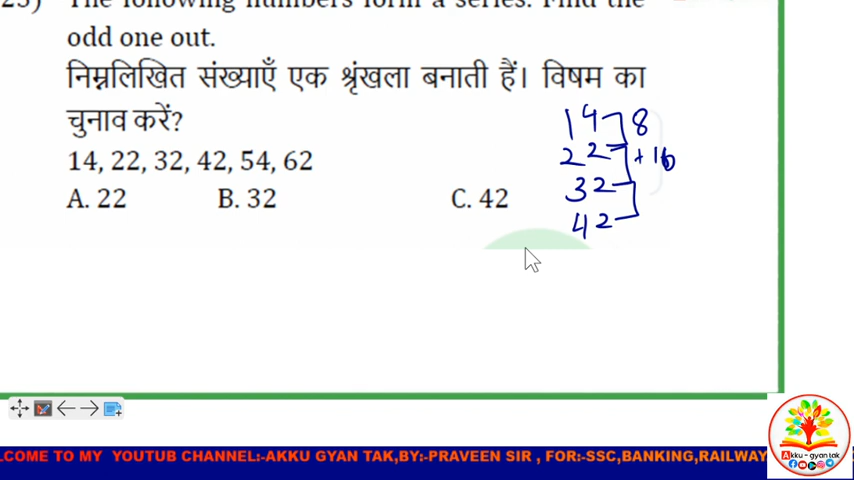 The following numbers form a series. Find the
odd one out.
निम्नलिखित संख्याएँ एक श्रृंखला बनाती हैं। विषम का
चुनाव करें?
14, 22, 32, 42, 54, 62
A. 22 B. 32 C. 42
14 8
22 +16
32
42
LCOME TO MY YOUTUB CHANNEL:-AKKU GYAN TAK,BY:-PRAVEEN SIR , FOR:-SSC,BANKING,RAILWAY
Akku - gyan tak